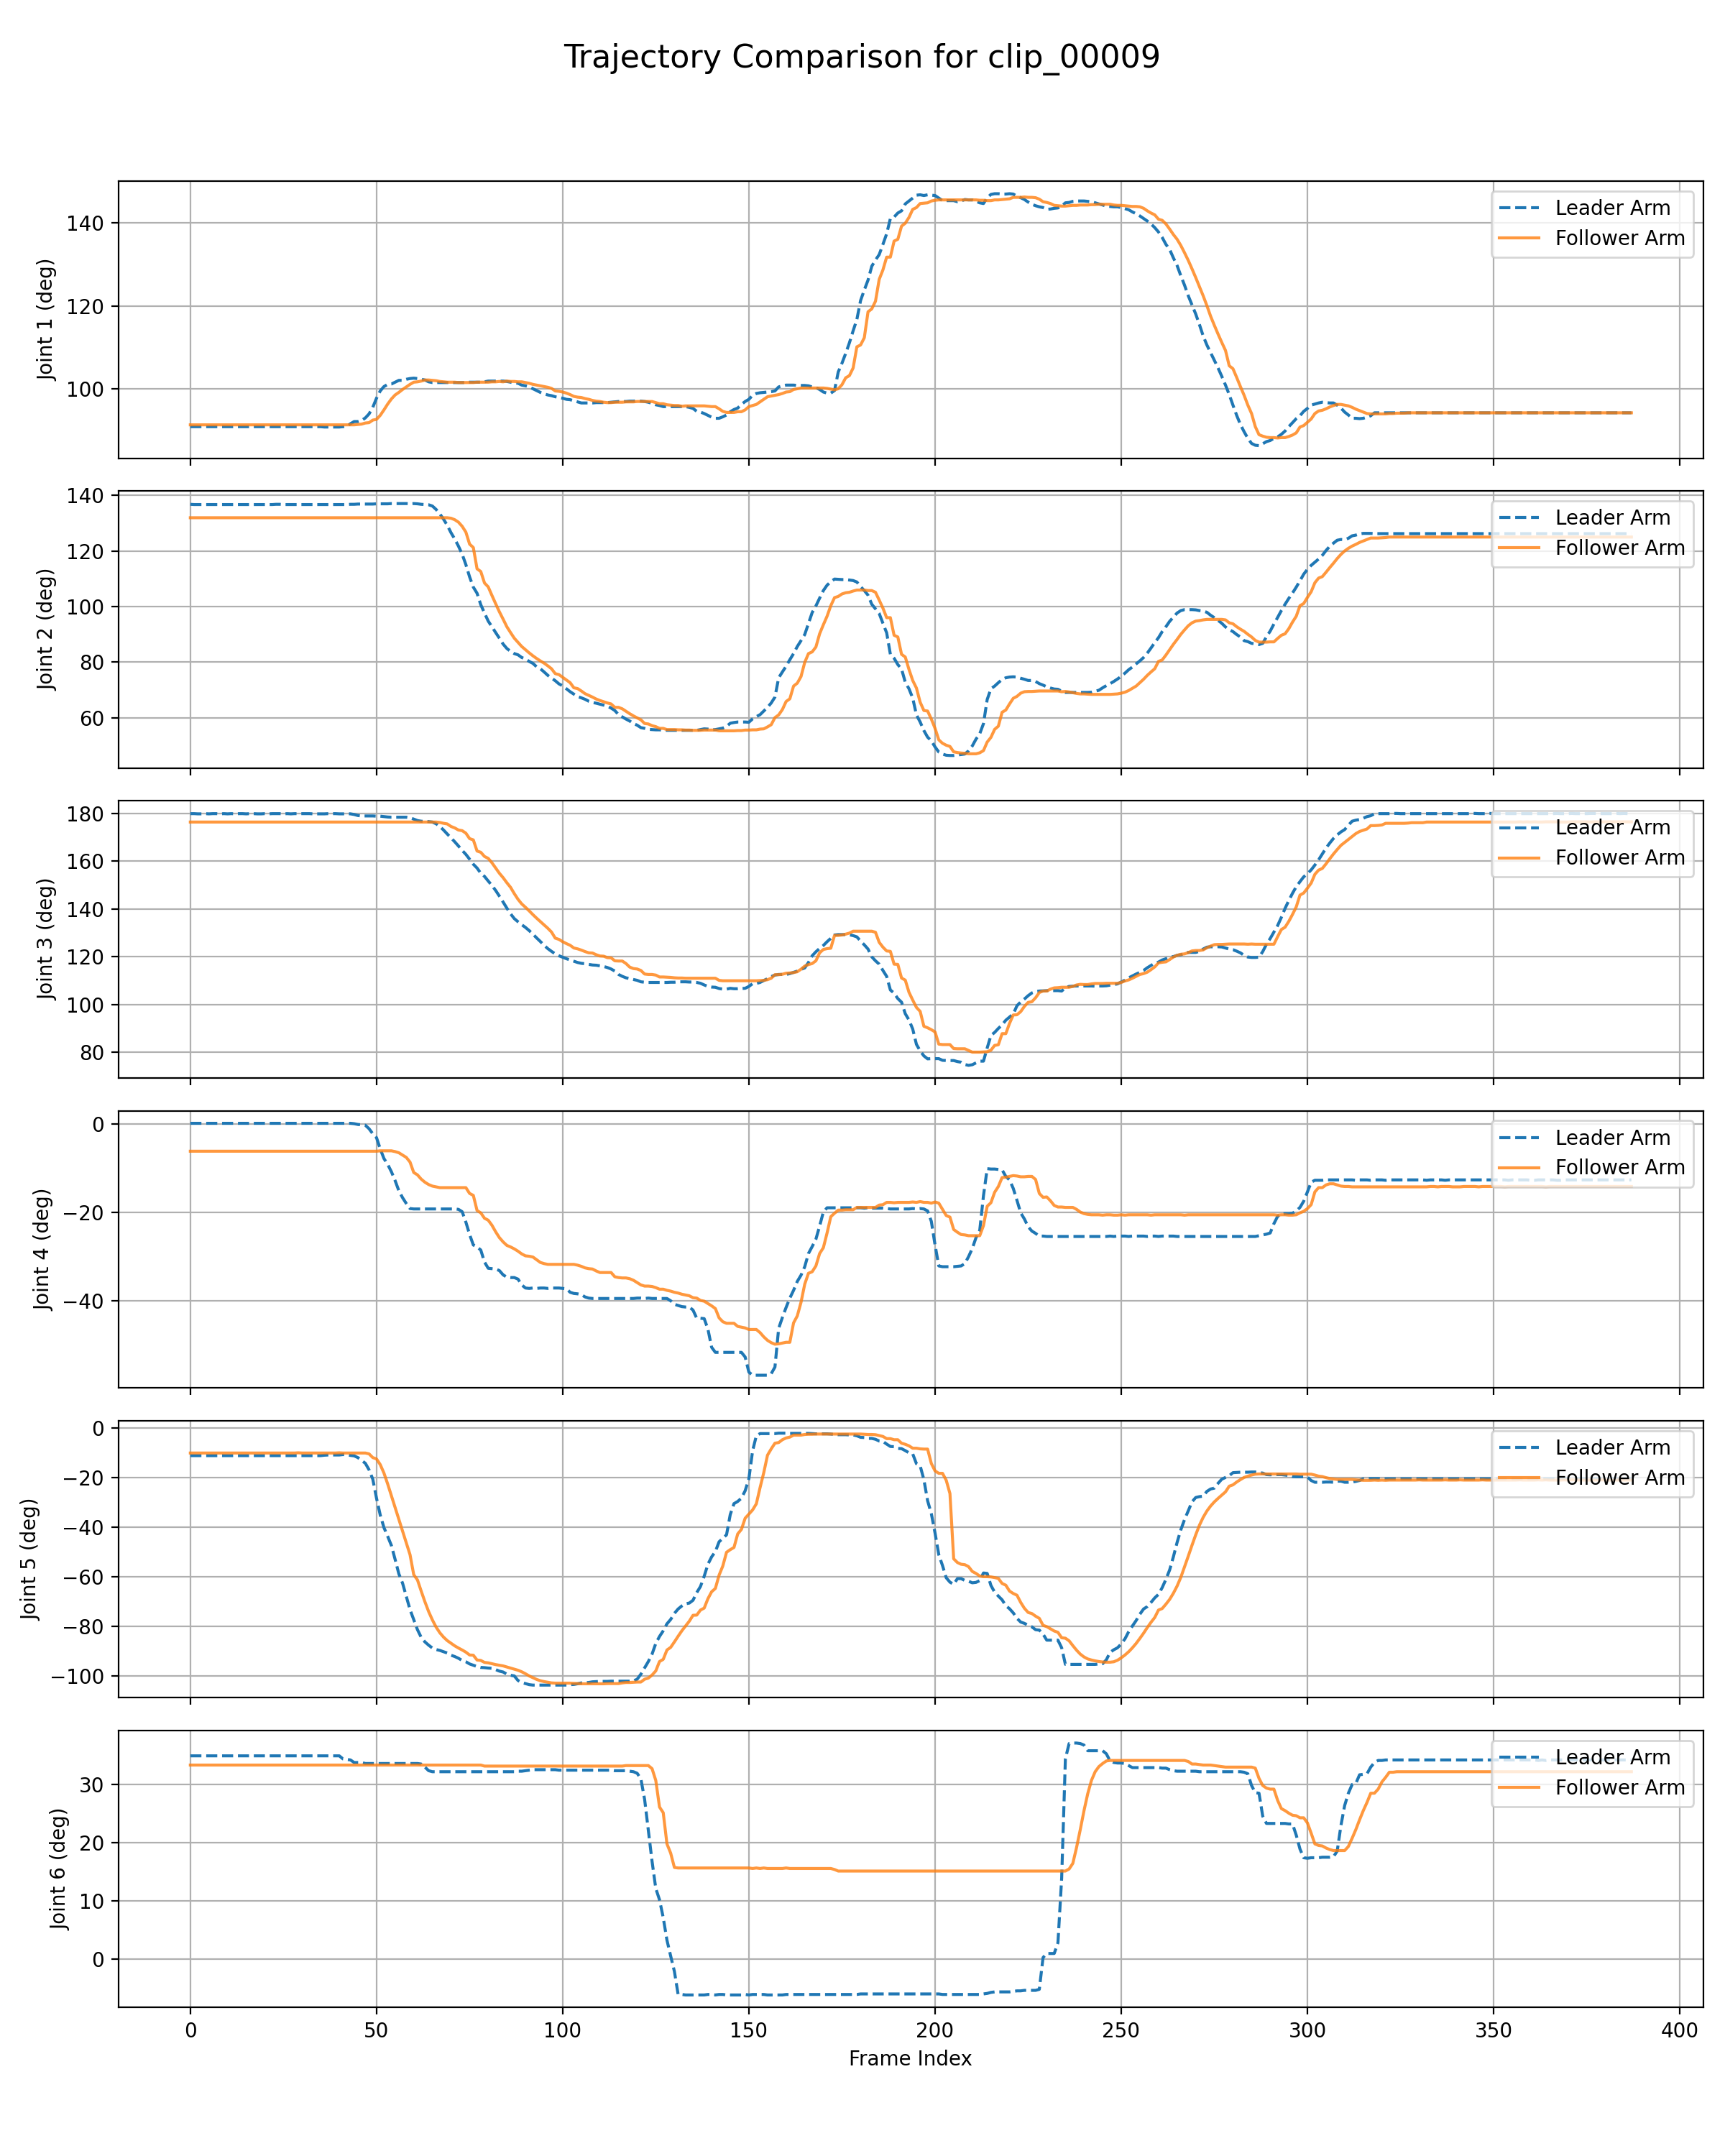 Trajectory Comparison for clip_00009
Joint 1 (deg)
140
120
100
Leader Arm
Follower Arm
Joint 2 (deg)
140
120
100
80
60
Leader Arm
Follower Arm
Joint 3 (deg)
180
160
140
120
100
80
Leader Arm
Follower Arm
Joint 4 (deg)
0
−20
−40
Leader Arm
Follower Arm
Joint 5 (deg)
0
−20
−40
−60
−80
−100
Leader Arm
Follower Arm
Joint 6 (deg)
30
20
10
0
Leader Arm
Follower Arm
0 50 100 150 200 250 300 350 400
Frame Index